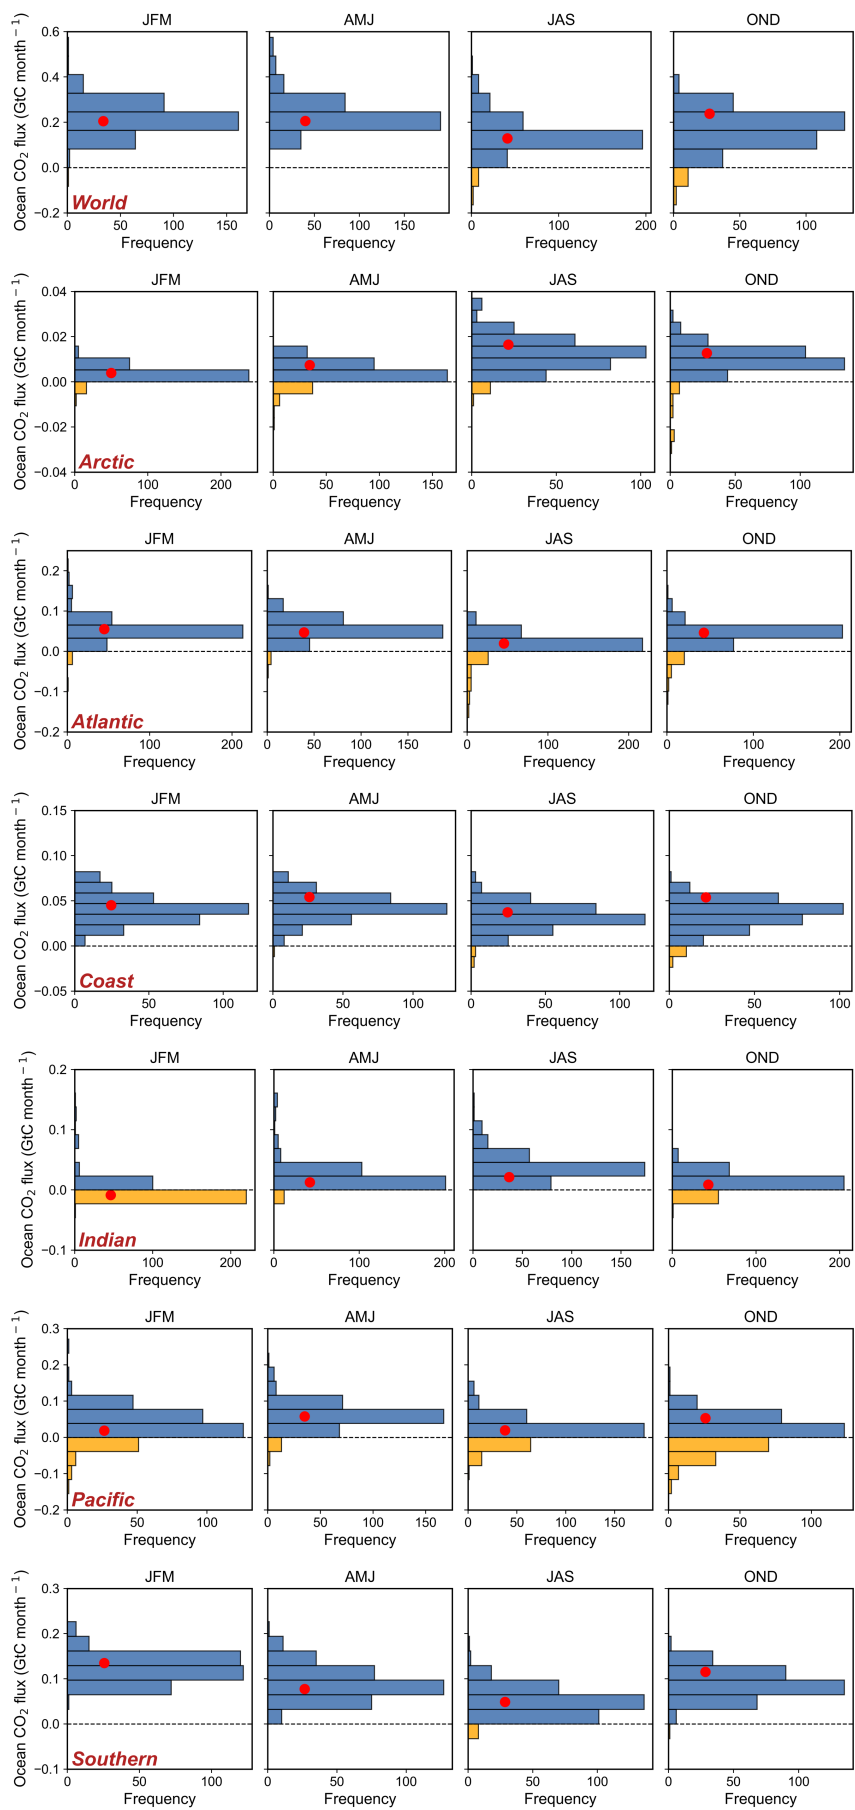 JFM AMJ JAS OND
Ocean CO₂ flux (GtC month⁻¹)
0.6
0.4
0.2
0.0
−0.2
World
0 50 100 150 0 50 100 150 0 100 200 0 50 100
Frequency Frequency Frequency Frequency
JFM AMJ JAS OND
Ocean CO₂ flux (GtC month⁻¹)
0.04
0.02
0.00
−0.02
−0.04
Arctic
0 100 200 0 50 100 150 0 50 100 0 50 100
Frequency Frequency Frequency Frequency
JFM AMJ JAS OND
Ocean CO₂ flux (GtC month⁻¹)
0.2
0.1
0.0
−0.1
−0.2
Atlantic
0 100 200 0 50 100 150 0 100 200 0 100 200
Frequency Frequency Frequency Frequency
JFM AMJ JAS OND
Ocean CO₂ flux (GtC month⁻¹)
0.15
0.10
0.05
0.00
−0.05
Coast
0 50 100 0 50 100 0 50 100 0 50 100
Frequency Frequency Frequency Frequency
JFM AMJ JAS OND
Ocean CO₂ flux (GtC month⁻¹)
0.2
0.1
0.0
−0.1
Indian
0 100 200 0 100 200 0 50 100 150 0 100 200
Frequency Frequency Frequency Frequency
JFM AMJ JAS OND
Ocean CO₂ flux (GtC month⁻¹)
0.3
0.2
0.1
0.0
−0.1
−0.2
Pacific
0 50 100 0 50 100 150 0 50 100 150 0 50 100
Frequency Frequency Frequency Frequency
JFM AMJ JAS OND
Ocean CO₂ flux (GtC month⁻¹)
0.3
0.2
0.1
0.0
−0.1
Southern
0 50 100 0 50 100 0 50 100 0 50 100
Frequency Frequency Frequency Frequency